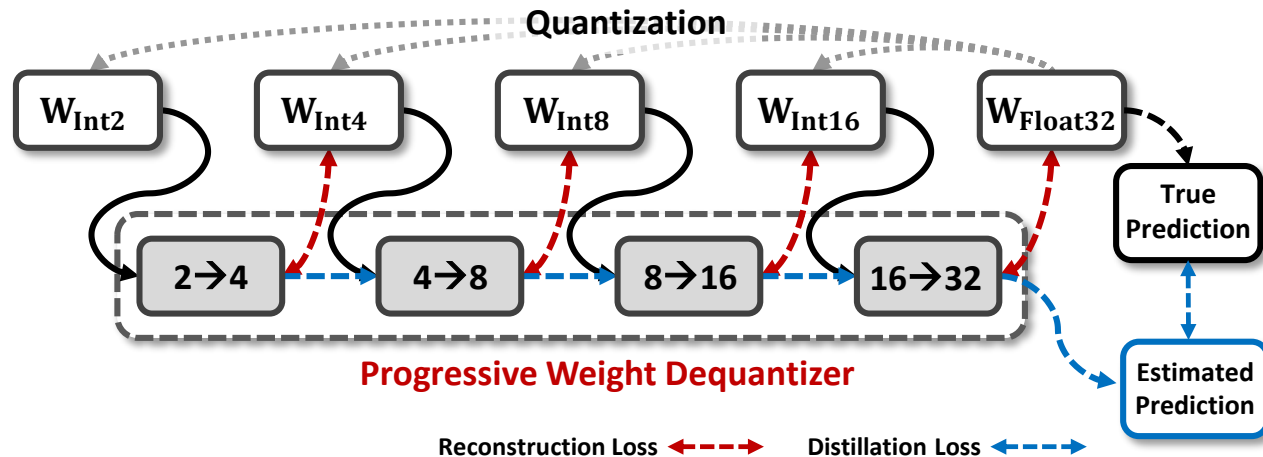 Quantization
W_Int2
W_Int4
W_Int8
W_Int16
W_Float32
True
Prediction
2→4
4→8
8→16
16→32
Progressive Weight Dequantizer
Estimated
Prediction
Reconstruction Loss
Distillation Loss